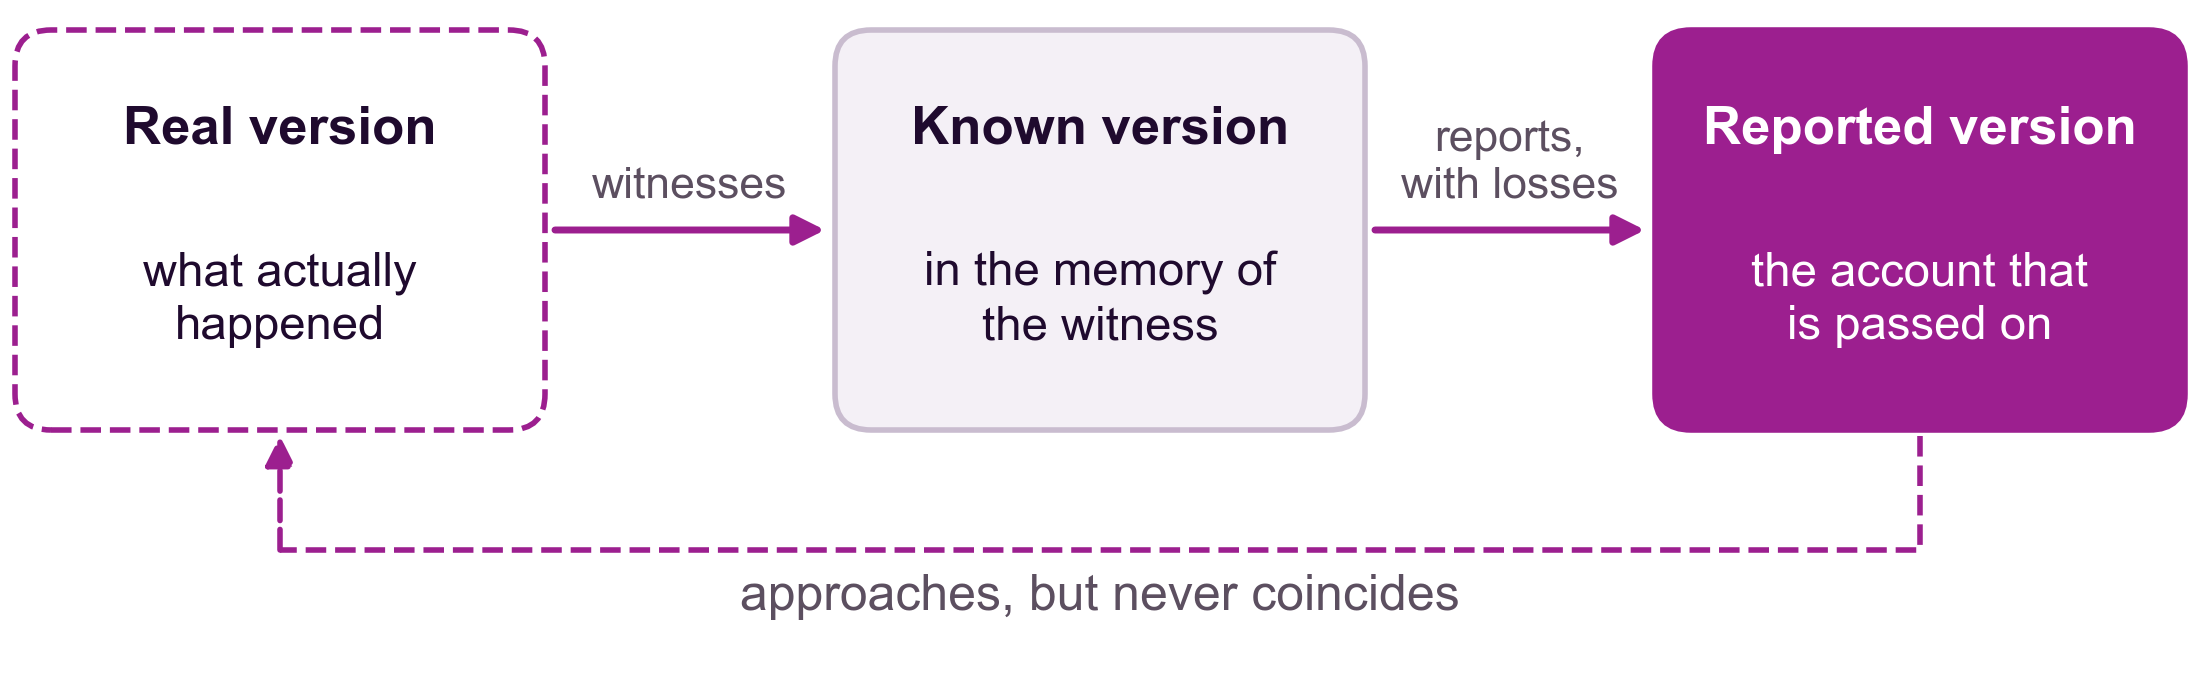 Real version
what actually
happened
witnesses
Known version
in the memory of
the witness
reports,
with losses
Reported version
the account that
is passed on
approaches, but never coincides